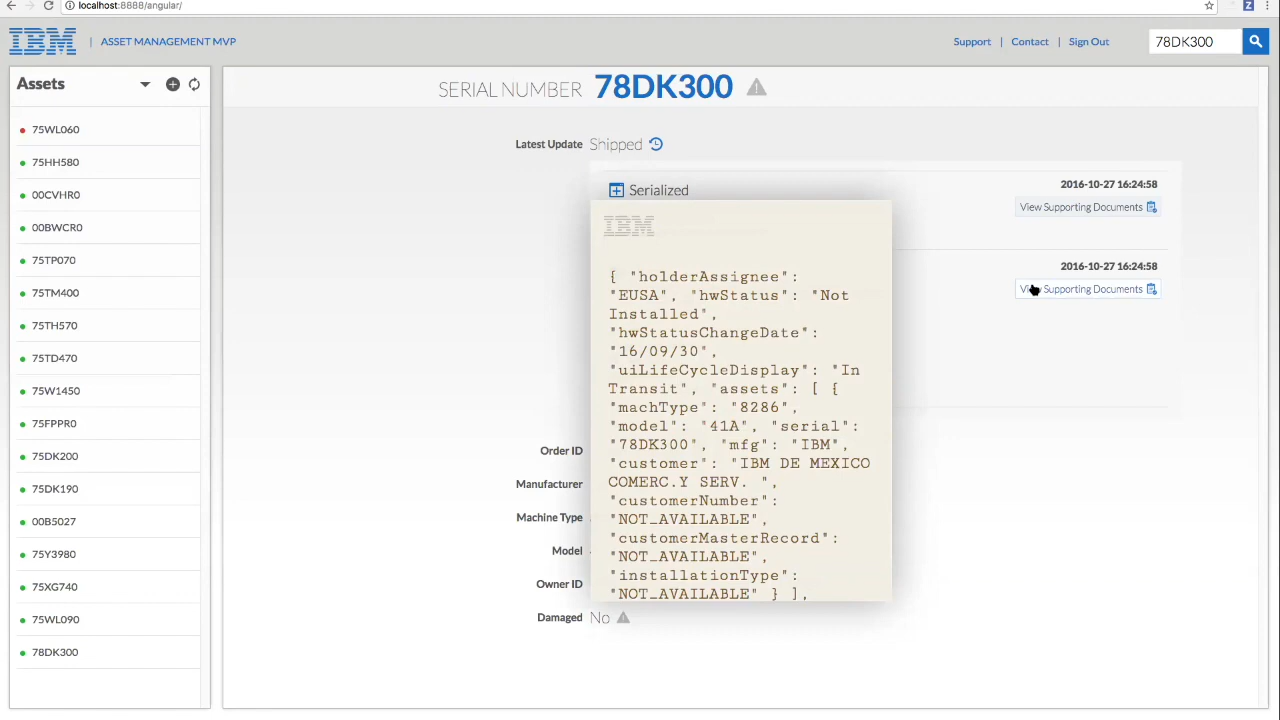 localhost:8888/angular/
IBM | ASSET MANAGEMENT MVP
Support | Contact | Sign Out
78DK300
Assets
75WL060
75HH580
00CVHR0
00BWCR0
75TP070
75TM400
75TH570
75TD470
75W1450
75FPPR0
75DK200
75DK190
00B5027
75Y3980
75XG740
75WL090
78DK300
SERIAL NUMBER 78DK300
Latest Update Shipped
Serialized
2016-10-27 16:24:58
View Supporting Documents
2016-10-27 16:24:58
View Supporting Documents
IBM
{ "holderAssignee":
"EUSA", "hwStatus": "Not
Installed",
"hwStatusChangeDate":
"16/09/30",
"uiLifeCycleDisplay": "In
Transit", "assets": [ {
"machType": "8286",
"model": "41A", "serial":
"78DK300", "mfg": "IBM",
"customer": "IBM DE MEXICO
COMERC.Y SERV. ",
"customerNumber":
"NOT_AVAILABLE",
"customerMasterRecord":
"NOT_AVAILABLE",
"installationType":
"NOT_AVAILABLE" } ],
Order ID
Manufacturer
Machine Type
Model
Owner ID
Damaged No